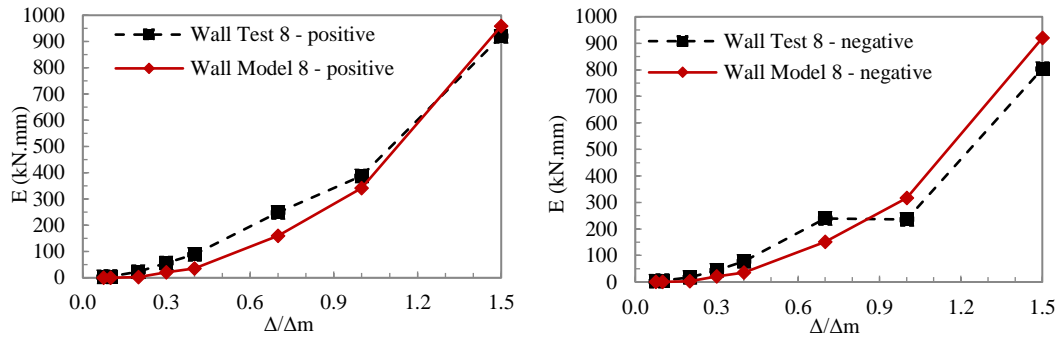 1000
900
800
700
600
500
400
300
200
100
0
E (kN.mm)
Wall Test 8 - positive
Wall Model 8 - positive
0.0 0.3 0.6 0.9 1.2 1.5
Δ/Δm
1000
900
800
700
600
500
400
300
200
100
0
E (kN.mm)
Wall Test 8 - negative
Wall Model 8 - negative
0.0 0.3 0.6 0.9 1.2 1.5
Δ/Δm